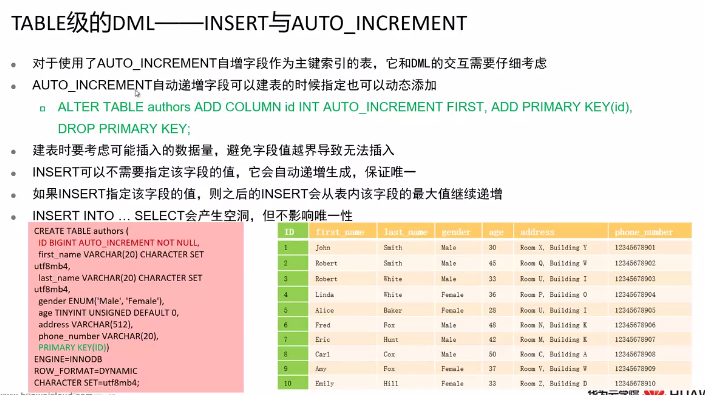 TABLE级的DML——INSERT与AUTO_INCREMENT
对于使用了AUTO_INCREMENT自增字段作为主键索引的表，它和DML的交互需要仔细考虑
AUTO_INCREMENT自动递增字段可以建表的时候指定也可以动态添加
ALTER TABLE authors ADD COLUMN id INT AUTO_INCREMENT FIRST, ADD PRIMARY KEY(id),
DROP PRIMARY KEY;
建表时要考虑可能插入的数据量，避免字段值越界导致无法插入
INSERT可以不需要指定该字段的值，它会自动递增生成，保证唯一
如果INSERT指定该字段的值，则之后的INSERT会从表内该字段的最大值继续递增
INSERT INTO … SELECT会产生空洞，但不影响唯一性
CREATE TABLE authors (
ID BIGINT AUTO_INCREMENT NOT NULL,
first_name VARCHAR(20) CHARACTER SET
utf8mb4,
last_name VARCHAR(20) CHARACTER SET
utf8mb4,
gender ENUM('Male', 'Female'),
age TINYINT UNSIGNED DEFAULT 0,
address VARCHAR(512),
phone_number VARCHAR(20),
PRIMARY KEY(ID))
ENGINE=INNODB
ROW_FORMAT=DYNAMIC
CHARACTER SET=utf8mb4;
ID first_name last_name gender age address phone_number
1 John Smith Male 30 Room X, Building Y 12345678901
2 Robert Smith Male 45 Room Q, Building W 12345678902
3 Robert White Male 33 Room U, Building I 12345678903
4 Linda White Female 36 Room P, Building O 12345678904
5 Alice Baker Female 28 Room U, Building I 12345678905
6 Fred Fox Male 48 Room N, Building K 12345678906
7 Eric Hunt Male 42 Room M, Building K 12345678907
8 Carl Cox Male 50 Room C, Building A 12345678908
9 Amy Fox Female 37 Room V, Building W 12345678909
10 Emily Hill Female 33 Room Z, Building D 12345678910